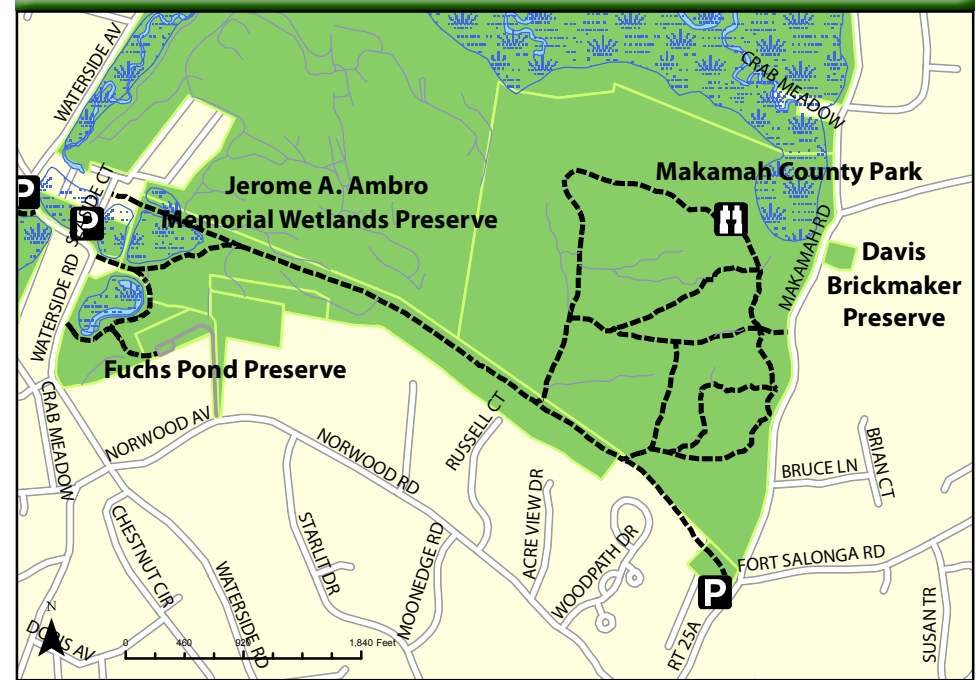 WATERSIDE AV
CRAB MEADOW
P
P
Makamah County Park
Jerome A. Ambro
Memorial Wetlands Preserve
MAKAMAH RD
Davis
Brickmaker
Preserve
WATERSIDE RD
Fuchs Pond Preserve
CRAB MEADOW
NORWOOD AV
RUSSELL CT
NORWOOD RD
BRUCE LN
BRIAN CT
ACRE VIEW DR
CHESTNUT CIR
STARLIT DR
MOONEDGE RD
WOODPATH DR
FORT SALONGA RD
P
WATERSIDE RD
RT 25A
SUSAN TR
N
DORIS AV
0 460 920 1,840 Feet